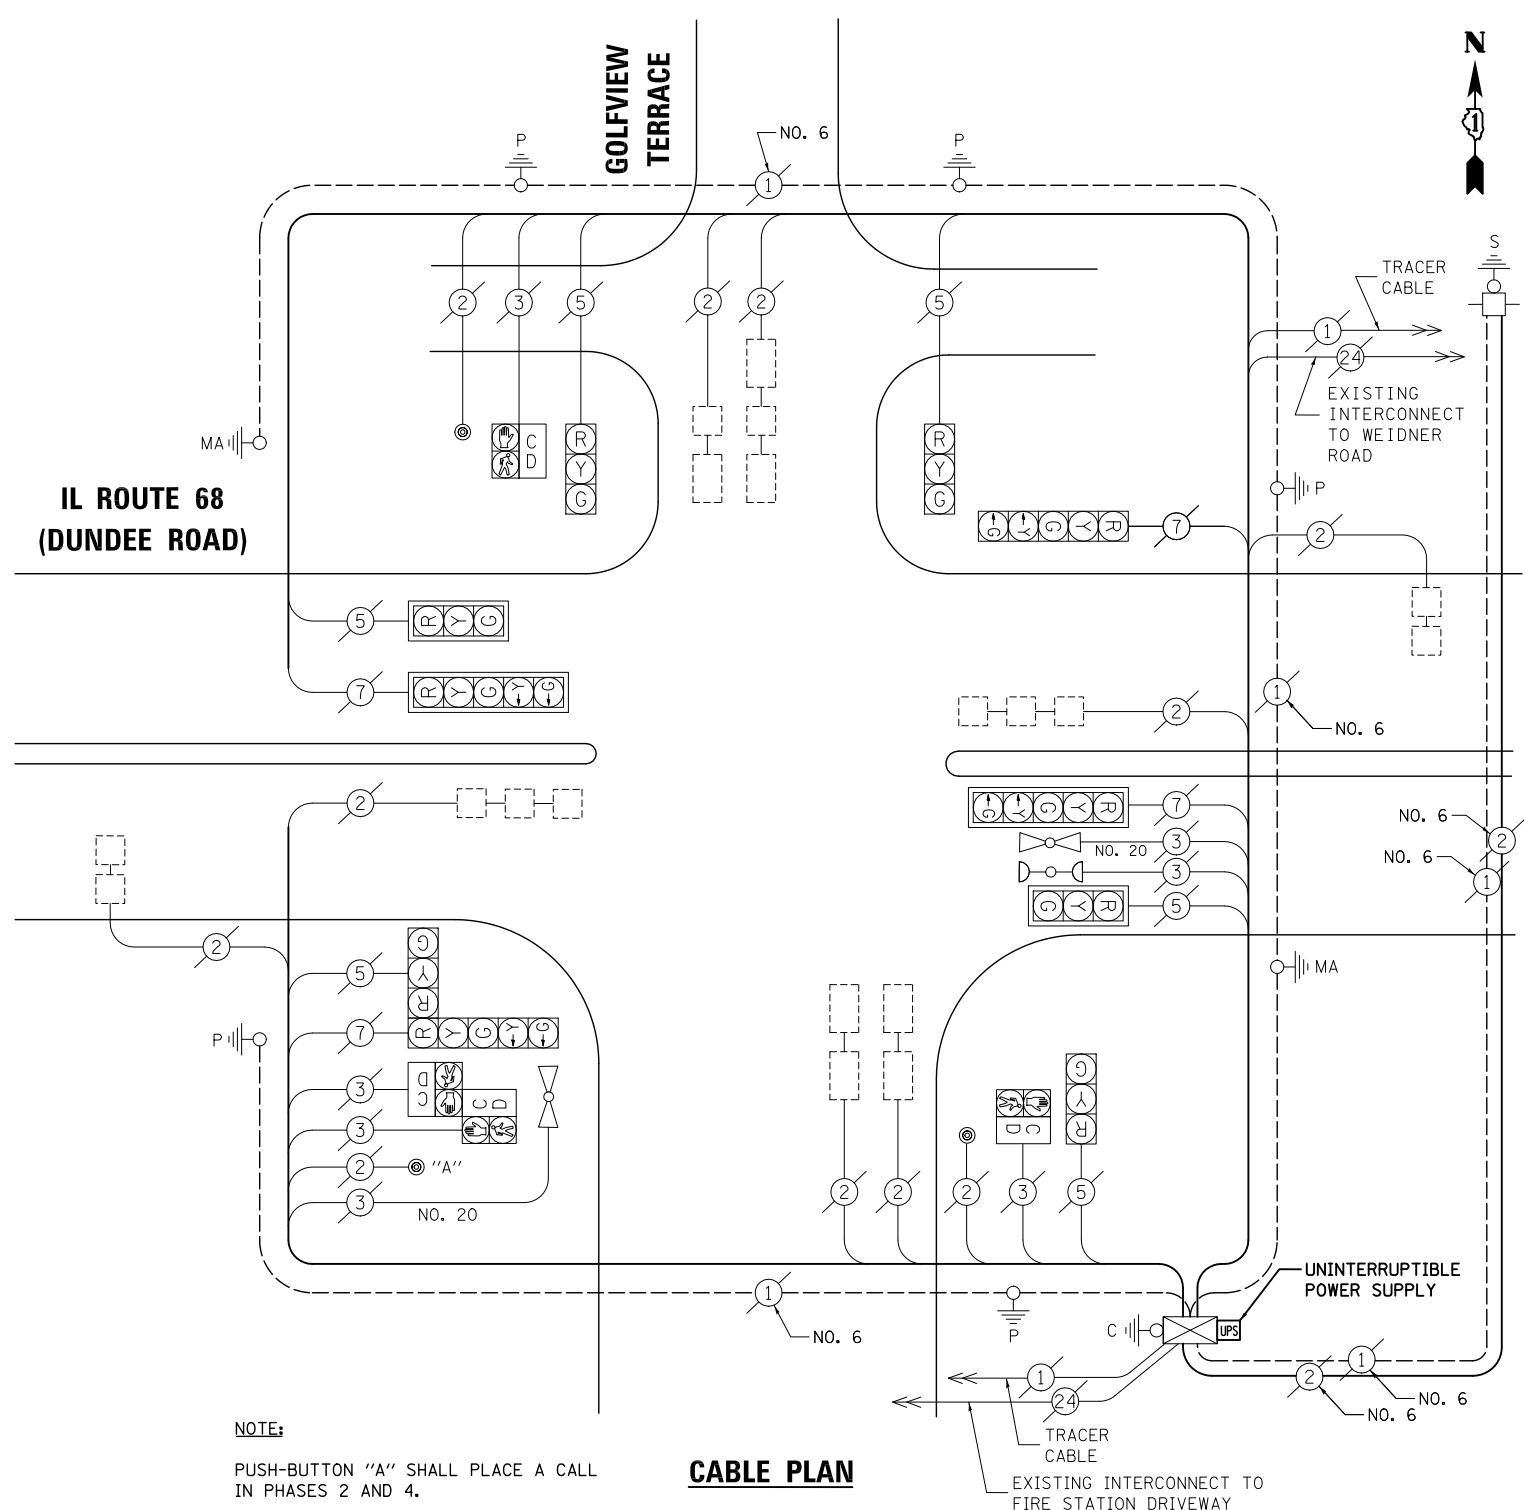 GOLFVIEW
TERRACE
N
1
P
NO. 6
1
P
S
TRACER
CABLE
2
3
5
2
2
5
1
24
EXISTING
INTERCONNECT
TO WEIDNER
ROAD
MA
C
D
R
Y
G
R
Y
G
P
IL ROUTE 68
(DUNDEE ROAD)
G Y G Y R
7
2
5
R Y G
7
R Y G Y G
1
NO. 6
2
2
G Y G Y R
7
NO. 6
2
NO. 20
3
NO. 6
1
3
G Y R
5
2
5
G
Y
R
MA
P
7
R Y G Y G
3
C
D
C
D
3
2
"A"
3
NO. 20
G
Y
R
C
D
2
2
2
3
5
1
NO. 6
P
C
UPS
UNINTERRUPTIBLE
POWER SUPPLY
1
NO. 6
2
NO. 6
1
24
TRACER
CABLE
EXISTING INTERCONNECT TO
FIRE STATION DRIVEWAY
NOTE:
PUSH-BUTTON "A" SHALL PLACE A CALL
IN PHASES 2 AND 4.
CABLE PLAN